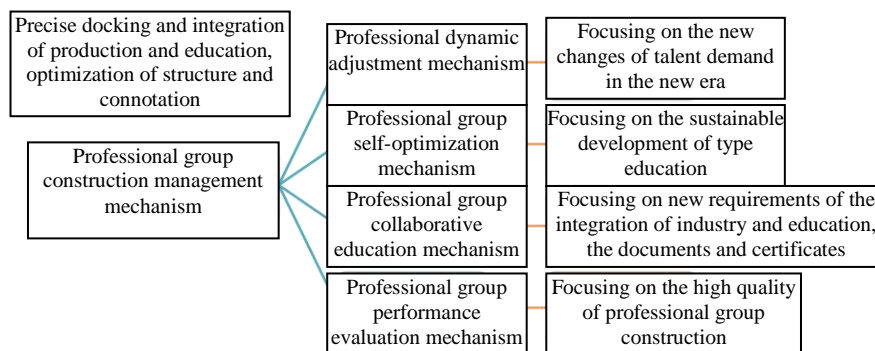 Precise docking and integration
of production and education,
optimization of structure and
connotation
Professional group
construction management
mechanism
Professional dynamic
adjustment mechanism
Focusing on the new
changes of talent demand
in the new era
Professional group
self-optimization
mechanism
Focusing on the sustainable
development of type
education
Professional group
collaborative
education mechanism
Focusing on new requirements of the
integration of industry and education,
the documents and certificates
Professional group
performance
evaluation mechanism
Focusing on the high quality
of professional group
construction